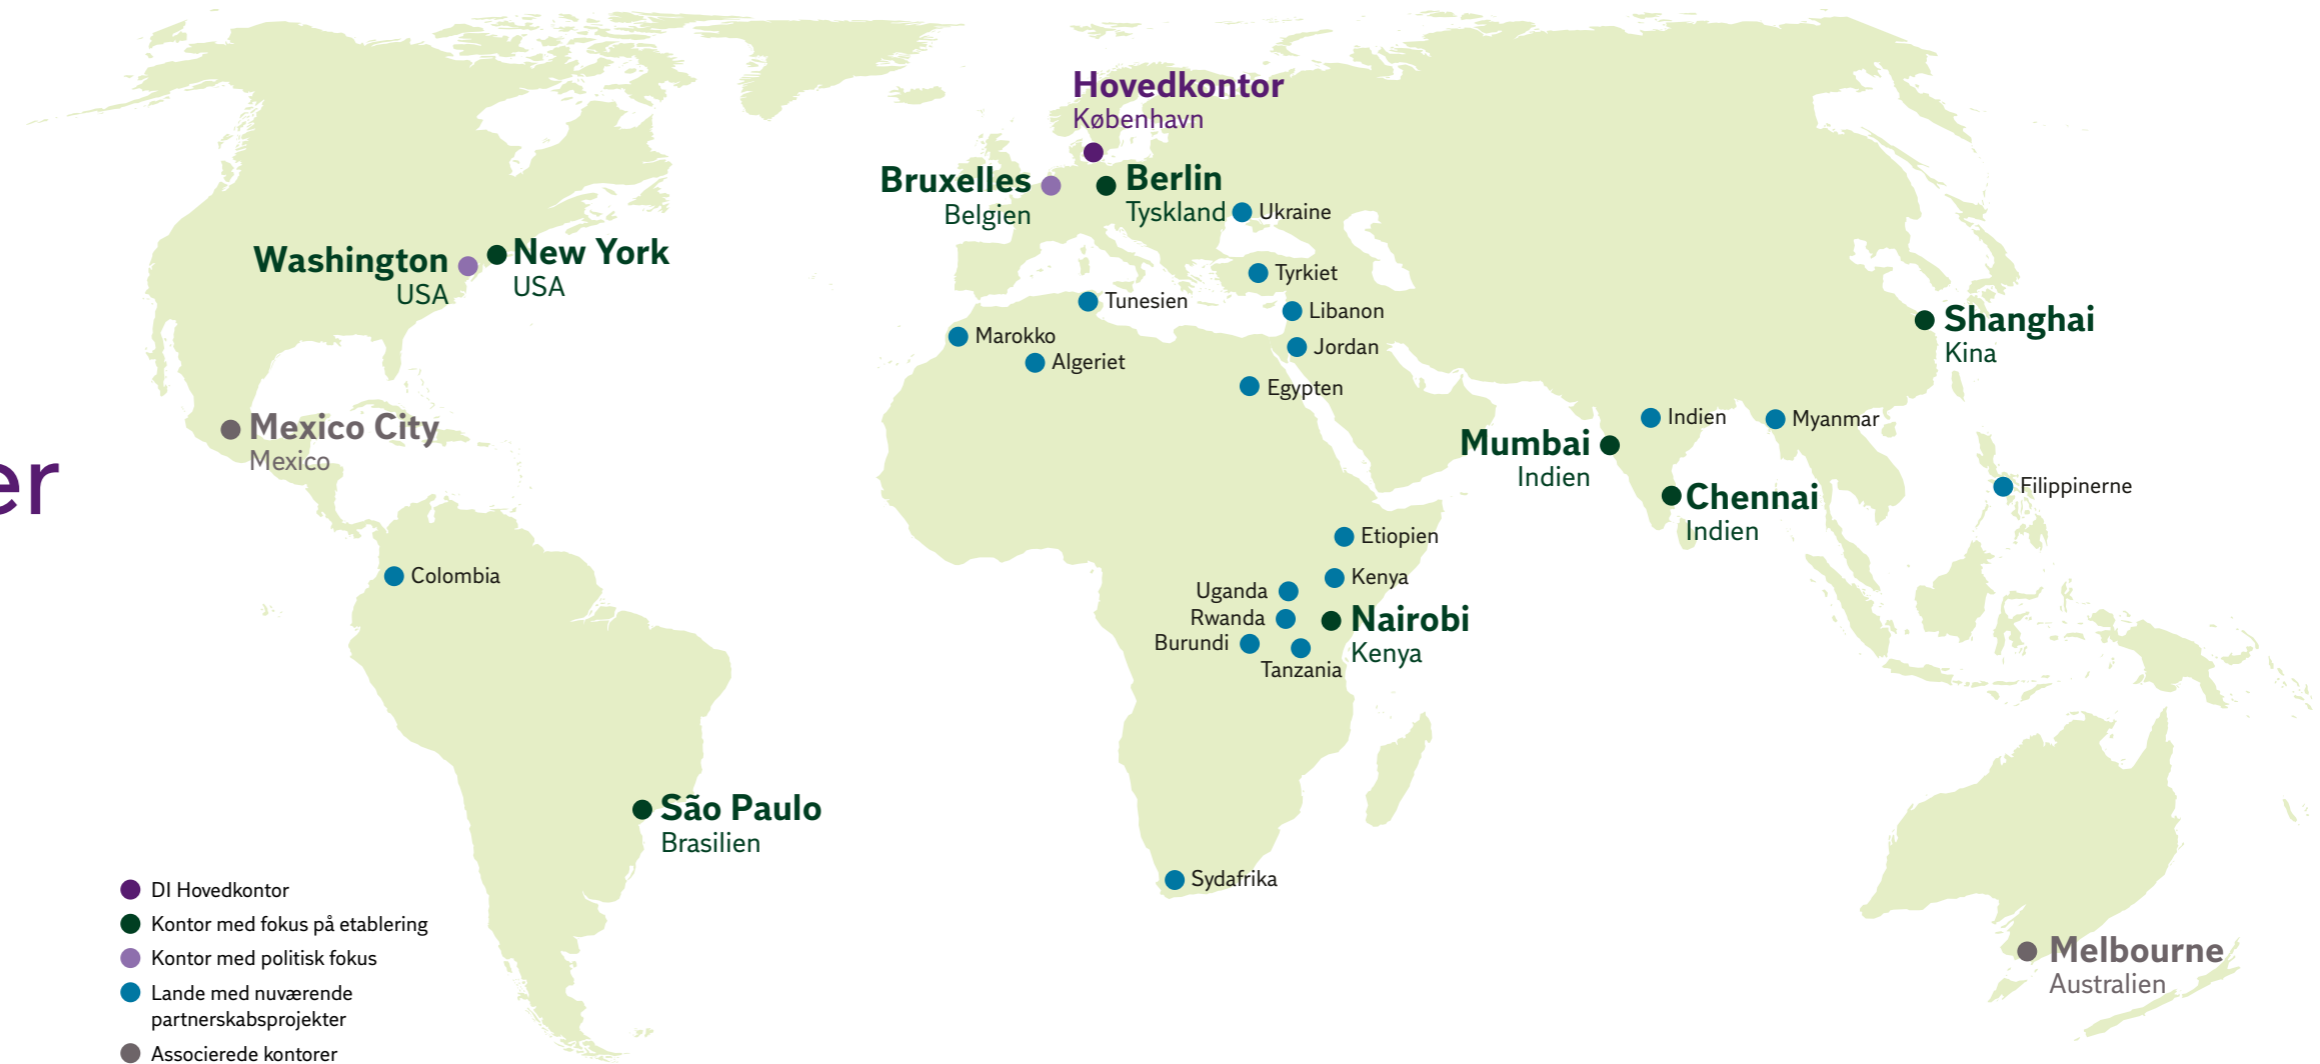 Hovedkontor
København
Bruxelles
Belgien
Berlin
Tyskland
Ukraine
Washington
USA
New York
USA
Tyrkiet
Tunesien
Libanon
Marokko
Jordan
Algeriet
Egypten
Shanghai
Kina
Mexico City
Mexico
er
Indien
Myanmar
Mumbai
Indien
Chennai
Indien
Filippinerne
Etiopien
Colombia
Kenya
Uganda
Rwanda
Nairobi
Kenya
Burundi
Tanzania
São Paulo
Brasilien
Sydafrika
Melbourne
Australien
DI Hovedkontor
Kontor med fokus på etablering
Kontor med politisk fokus
Lande med nuværende
partnerskabsprojekter
Associerede kontorer